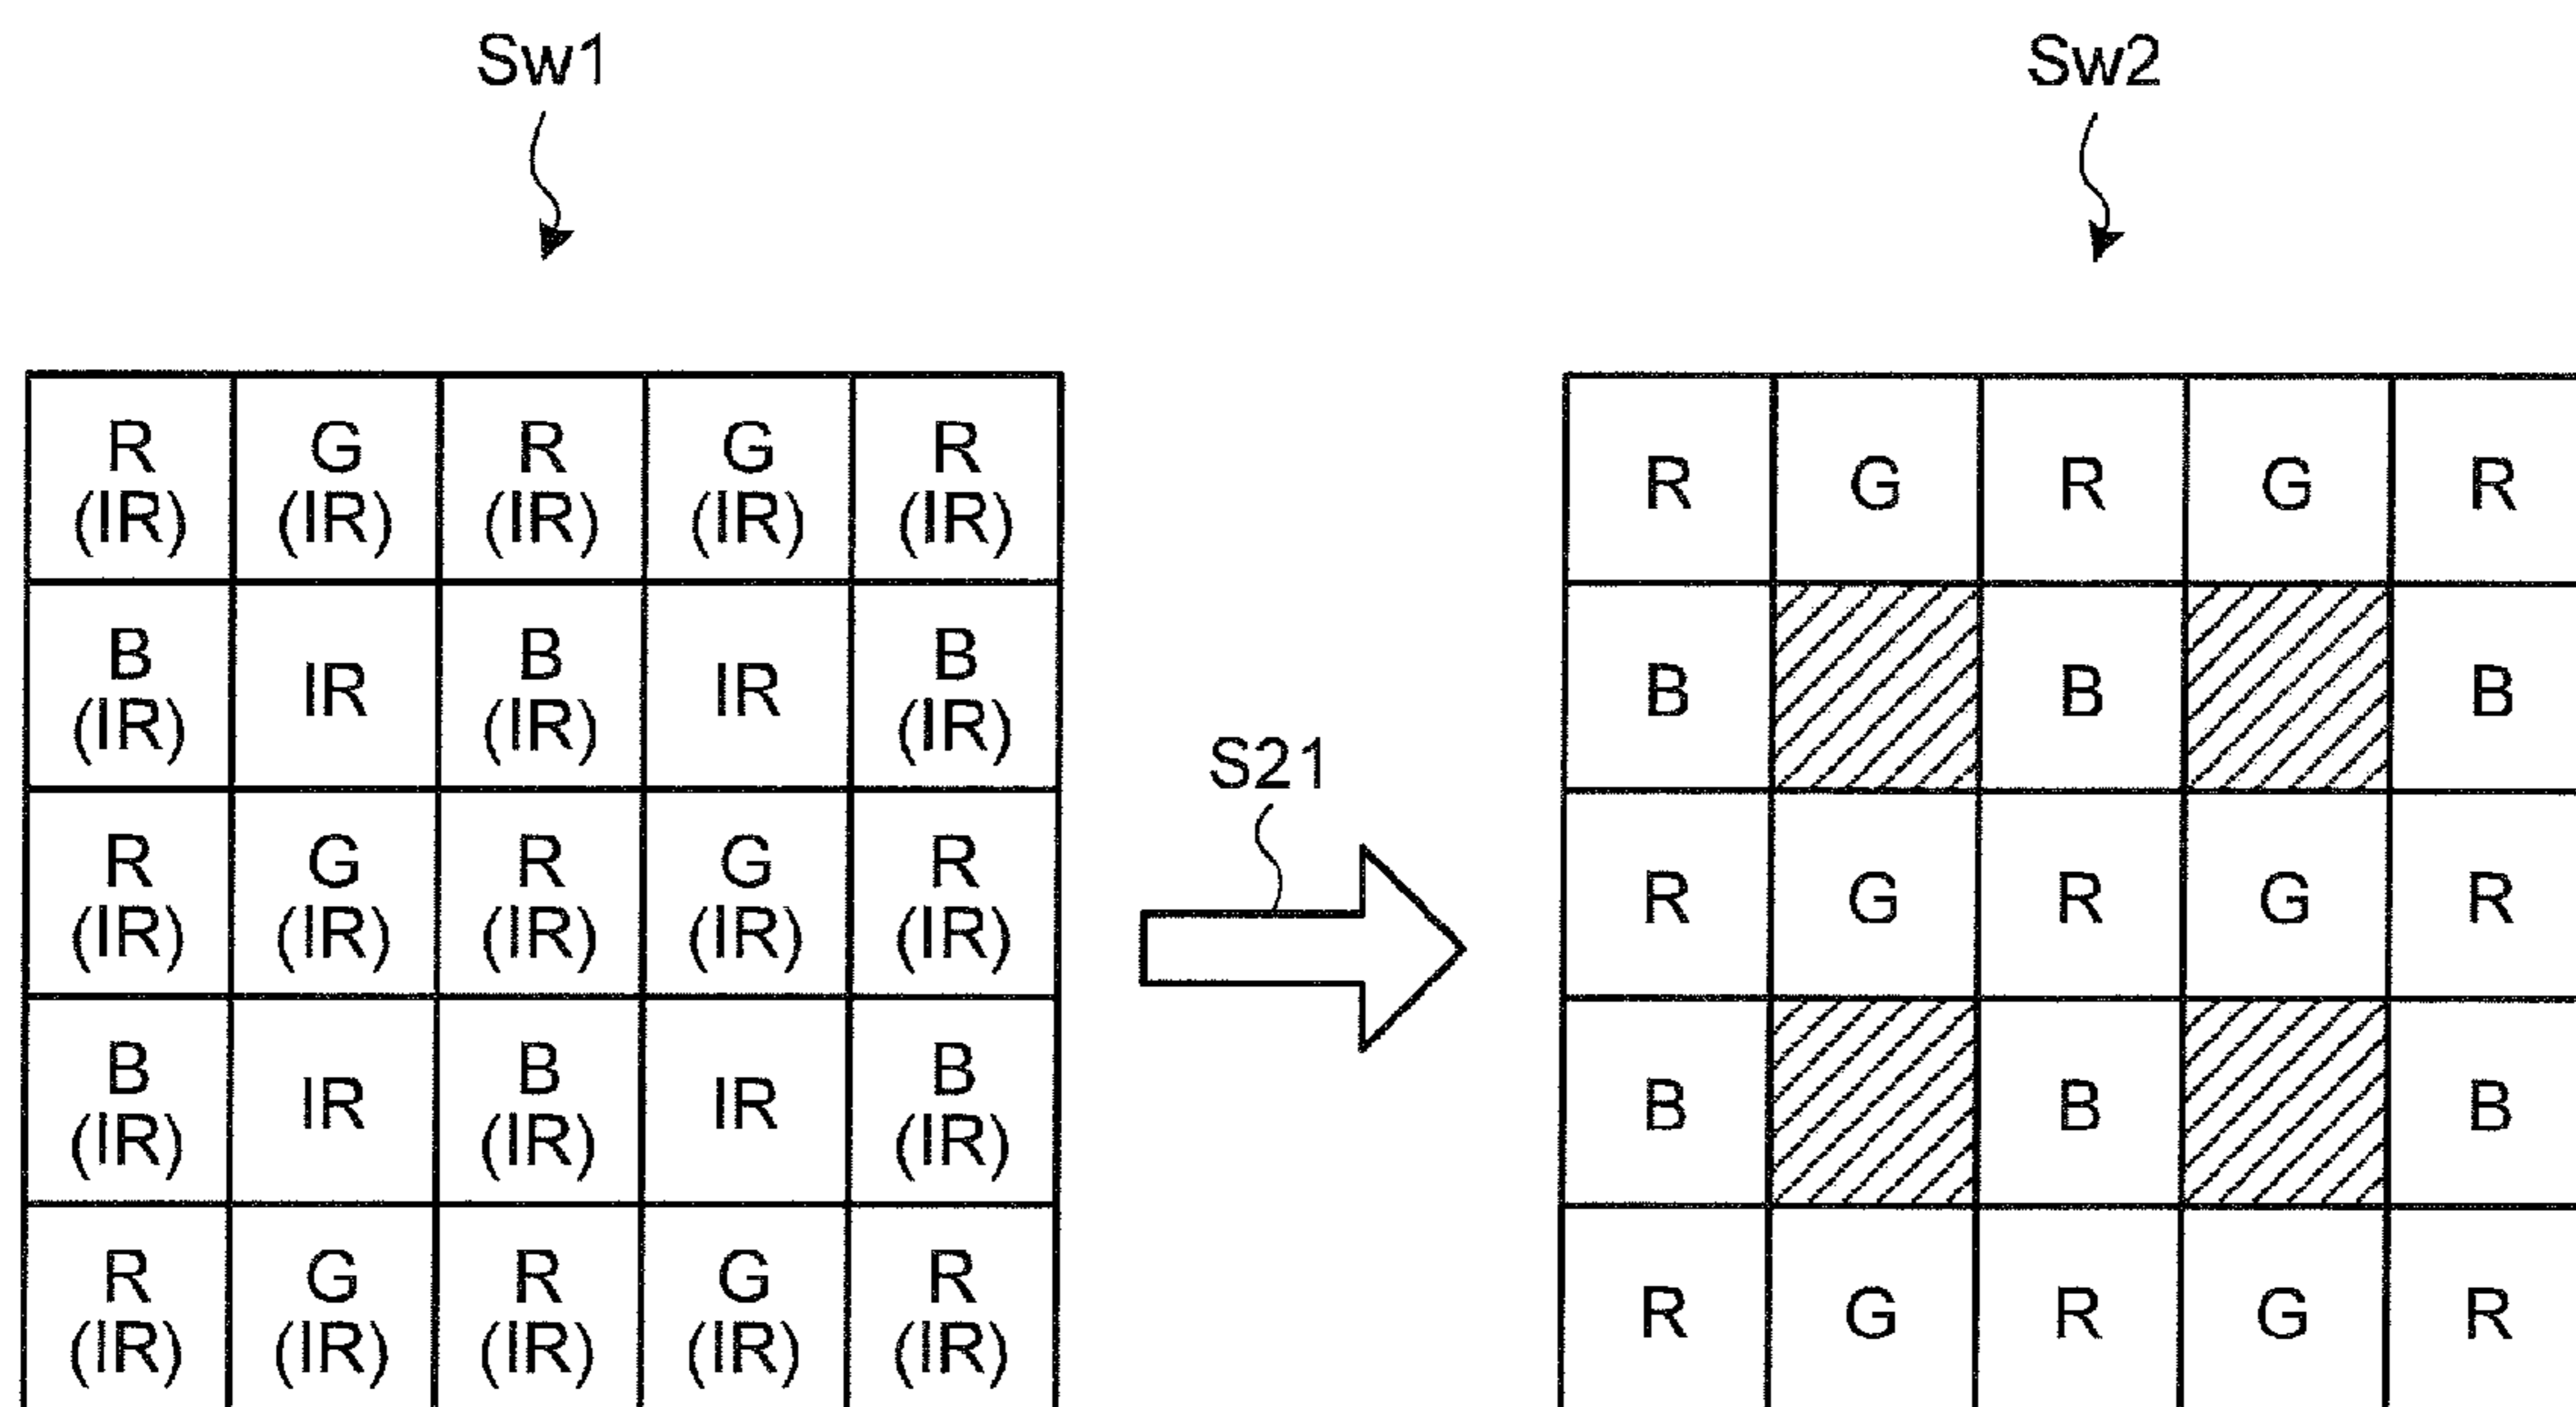 Sw1
Sw2
R G R G R
(IR) (IR) (IR) (IR) (IR)
B IR B IR B
(IR) (IR) (IR)
R G R G R
(IR) (IR) (IR) (IR) (IR)
B IR B IR B
(IR) (IR) (IR)
R G R G R
(IR) (IR) (IR) (IR) (IR)
S21
R G R G R
B B B
R G R G R
B B B
R G R G R